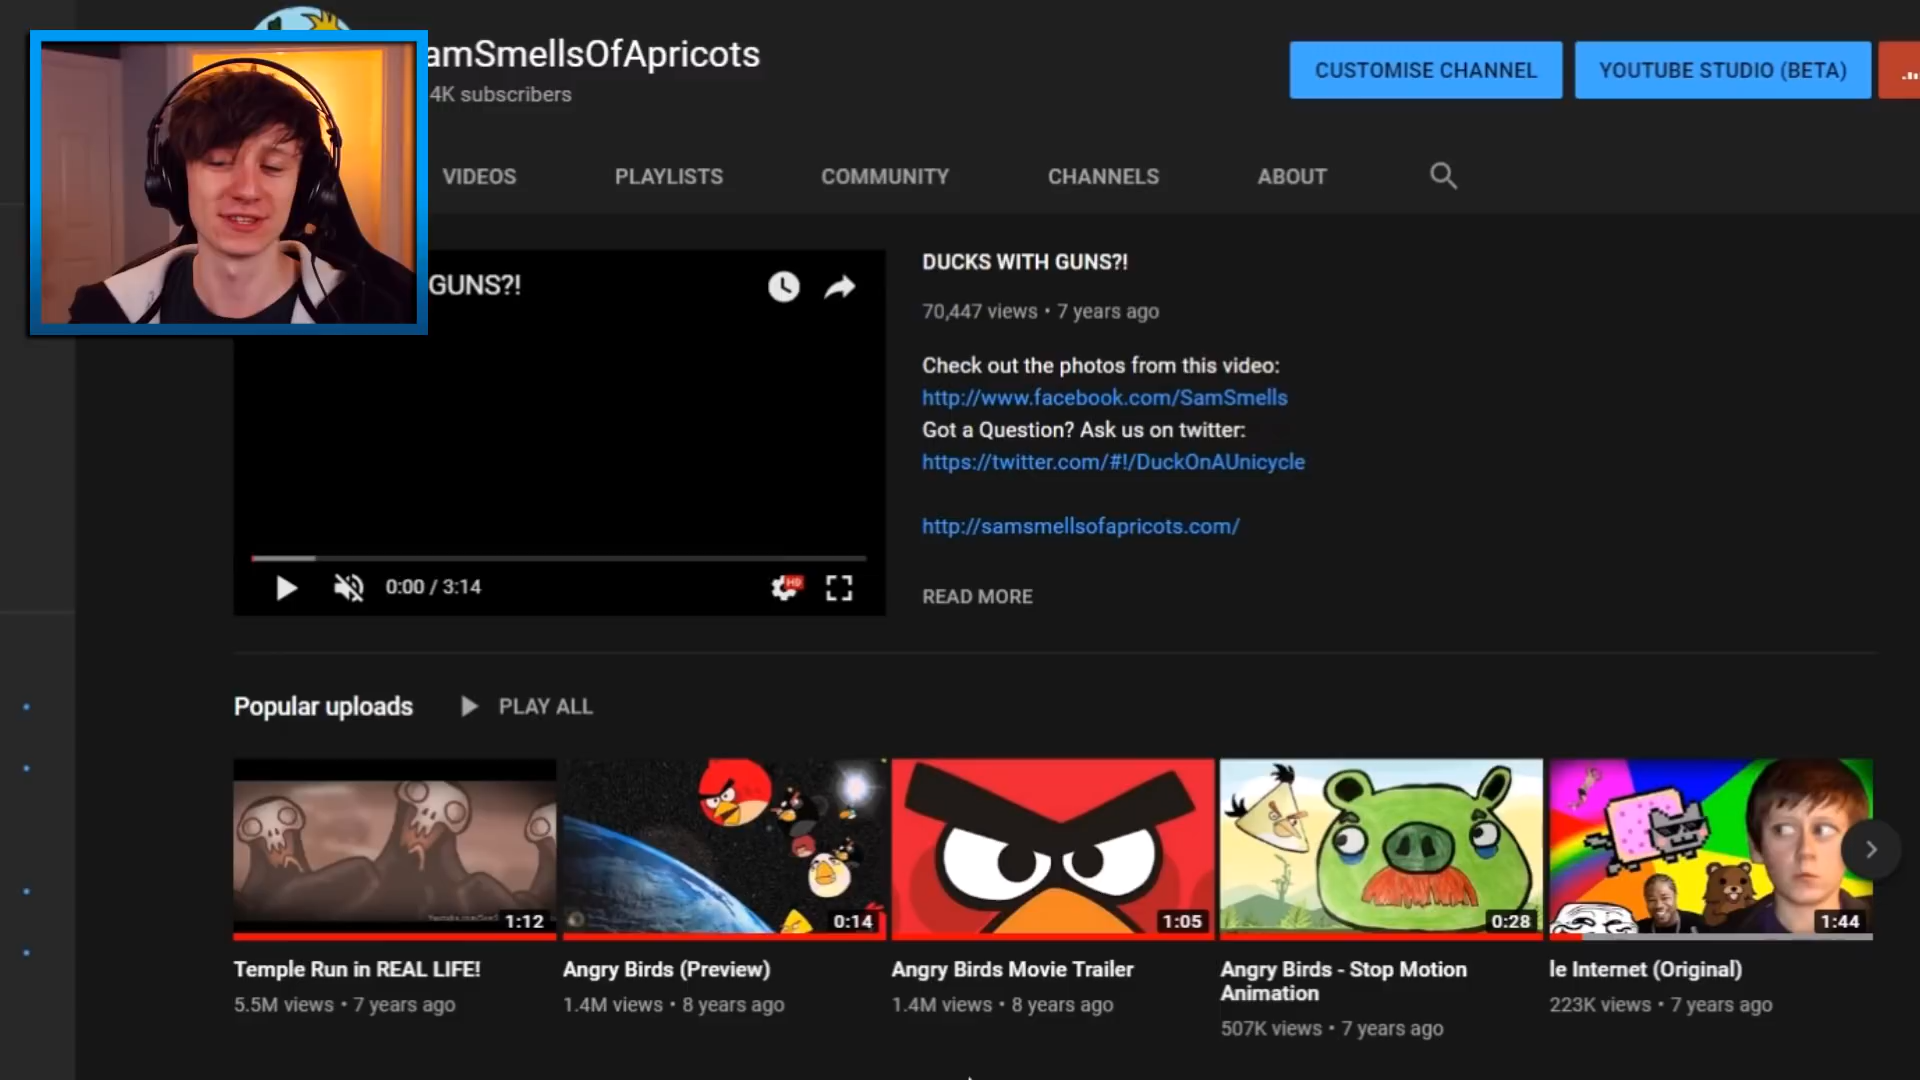 amSmellsOfApricots
4K subscribers
CUSTOMISE CHANNEL
YOUTUBE STUDIO (BETA)
VIDEOS
PLAYLISTS
COMMUNITY
CHANNELS
ABOUT
GUNS?!
0:00 / 3:14
HD
DUCKS WITH GUNS?!
70,447 views • 7 years ago
Check out the photos from this video:
http://www.facebook.com/SamSmells
Got a Question? Ask us on twitter:
https://twitter.com/#!/DuckOnAUnicycle
http://samsmellsofapricots.com/
READ MORE
Popular uploads
PLAY ALL
1:12
Temple Run in REAL LIFE!
5.5M views • 7 years ago
0:14
Angry Birds (Preview)
1.4M views • 8 years ago
1:05
Angry Birds Movie Trailer
1.4M views • 8 years ago
0:28
Angry Birds - Stop Motion
Animation
507K views • 7 years ago
1:44
le Internet (Original)
223K views • 7 years ago